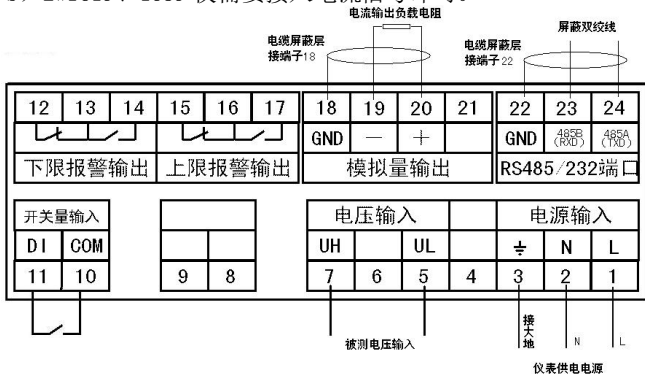 电流输出负载电阻
屏蔽双绞线
电缆屏蔽层
接端子18
电缆屏蔽层
接端子22
12 13 14 15 16 17 18 19 20 21 22 23 24
GND － ＋ GND 485B (RXD) 485A (TXD)
下限报警输出 上限报警输出 模拟量输出 RS485/232端口
开关量输入 电压输入 电源输入
DI COM UH UL ⏚ N L
11 10 9 8 7 6 5 4 3 2 1
被测电压输入
接大地
N L
仪表供电电源